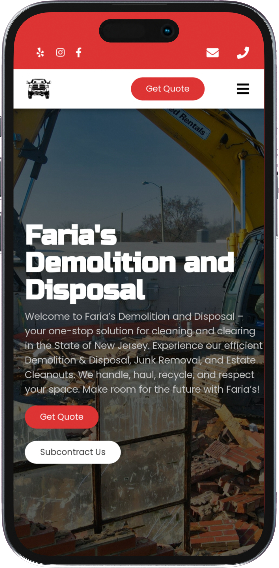 Get Quote
Rentals
Faria's
Demolition and
Disposal
Welcome to Faria's Demolition and Disposal –
your one-stop solution for cleaning and clearing
in the State of New Jersey. Experience our efficient
Demolition & Disposal, Junk Removal, and Estate
Cleanouts. We handle, haul, recycle, and respect
your space. Make room for the future with Faria's!
Get Quote
Subcontract Us